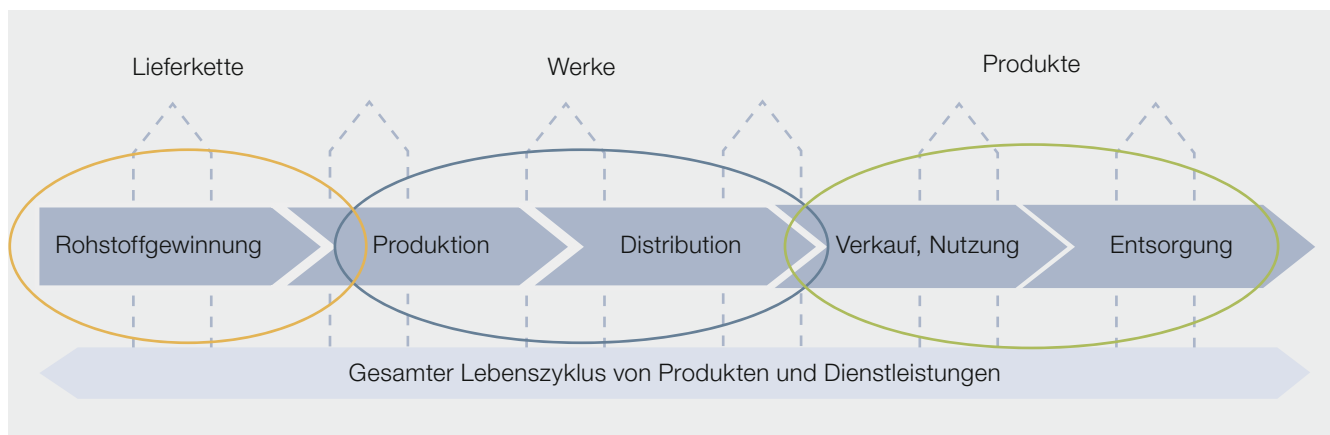 Lieferkette
Werke
Produkte
Rohstoffgewinnung
Produktion
Distribution
Verkauf, Nutzung
Entsorgung
Gesamter Lebenszyklus von Produkten und Dienstleistungen